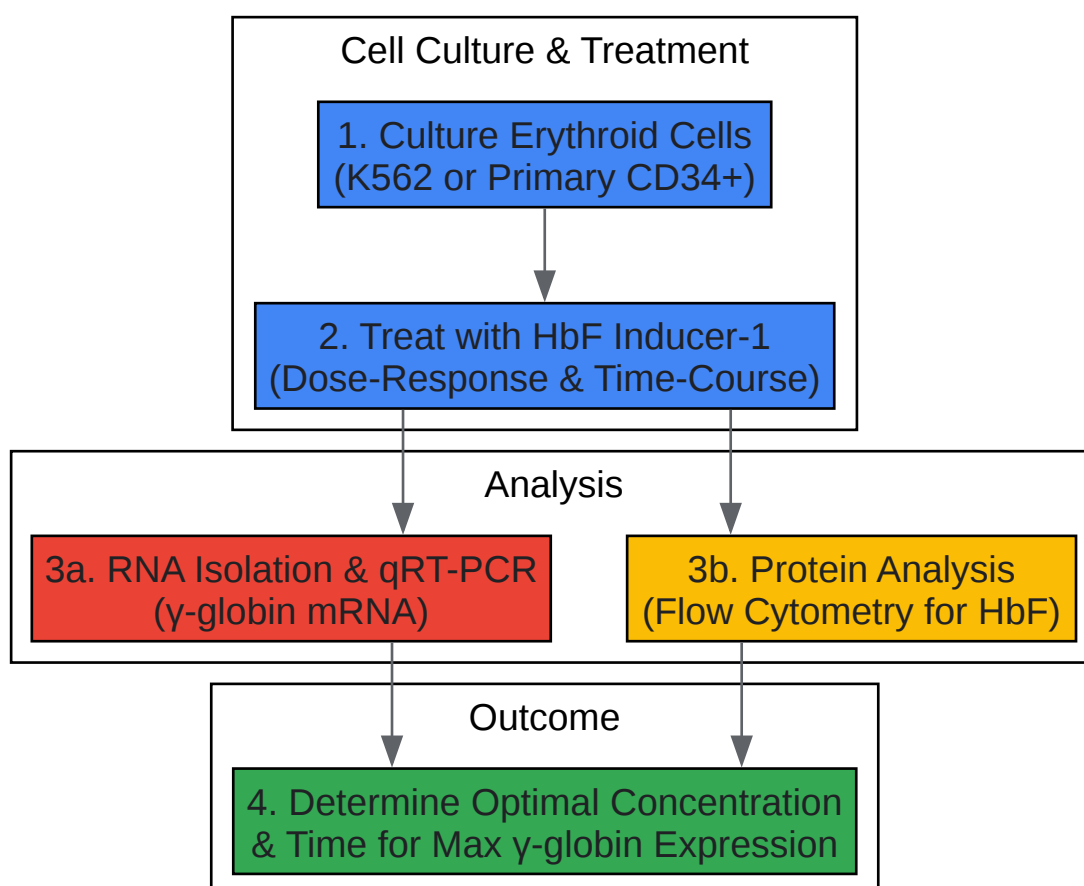 Cell Culture & Treatment
1. Culture Erythroid Cells
(K562 or Primary CD34+)
2. Treat with HbF Inducer-1
(Dose-Response & Time-Course)
Analysis
3a. RNA Isolation & qRT-PCR
(γ-globin mRNA)
3b. Protein Analysis
(Flow Cytometry for HbF)
Outcome
4. Determine Optimal Concentration
& Time for Max γ-globin Expression